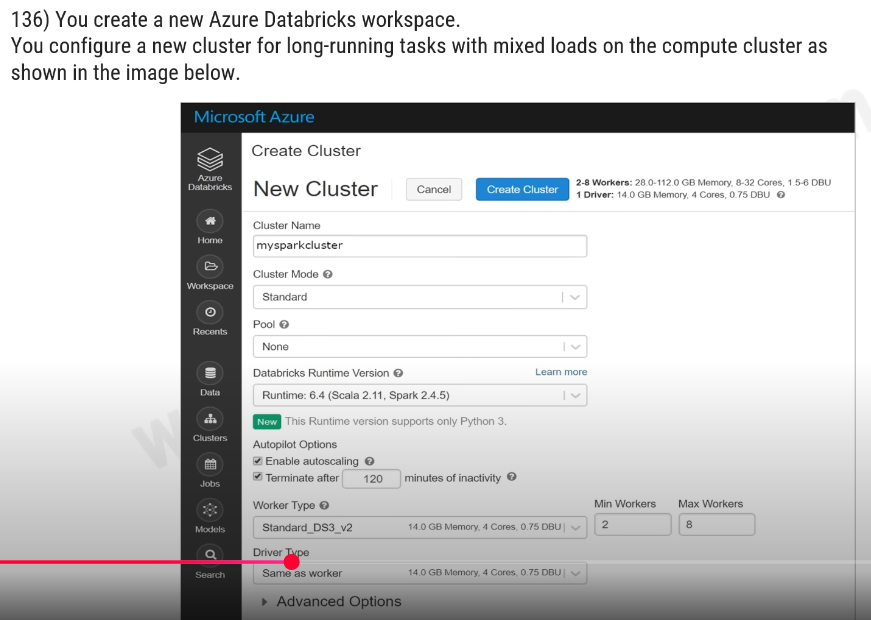 136) You create a new Azure Databricks workspace.
You configure a new cluster for long-running tasks with mixed loads on the compute cluster as
shown in the image below.
Microsoft Azure
Azure
Databricks
Home
Workspace
Recents
Data
Clusters
Jobs
Models
Search
Create Cluster
New Cluster
Cancel
Create Cluster
2-8 Workers: 28.0-112.0 GB Memory, 8-32 Cores, 1.5-6 DBU
1 Driver: 14.0 GB Memory, 4 Cores, 0.75 DBU
Cluster Name
mysparkcluster
Cluster Mode
Standard
Pool
None
Databricks Runtime Version
Learn more
Runtime: 6.4 (Scala 2.11, Spark 2.4.5)
New This Runtime version supports only Python 3.
Autopilot Options
Enable autoscaling
Terminate after 120 minutes of inactivity
Worker Type
Min Workers
Max Workers
Standard_DS3_v2 14.0 GB Memory, 4 Cores, 0.75 DBU
2
8
Driver Type
Same as worker 14.0 GB Memory, 4 Cores, 0.75 DBU
Advanced Options